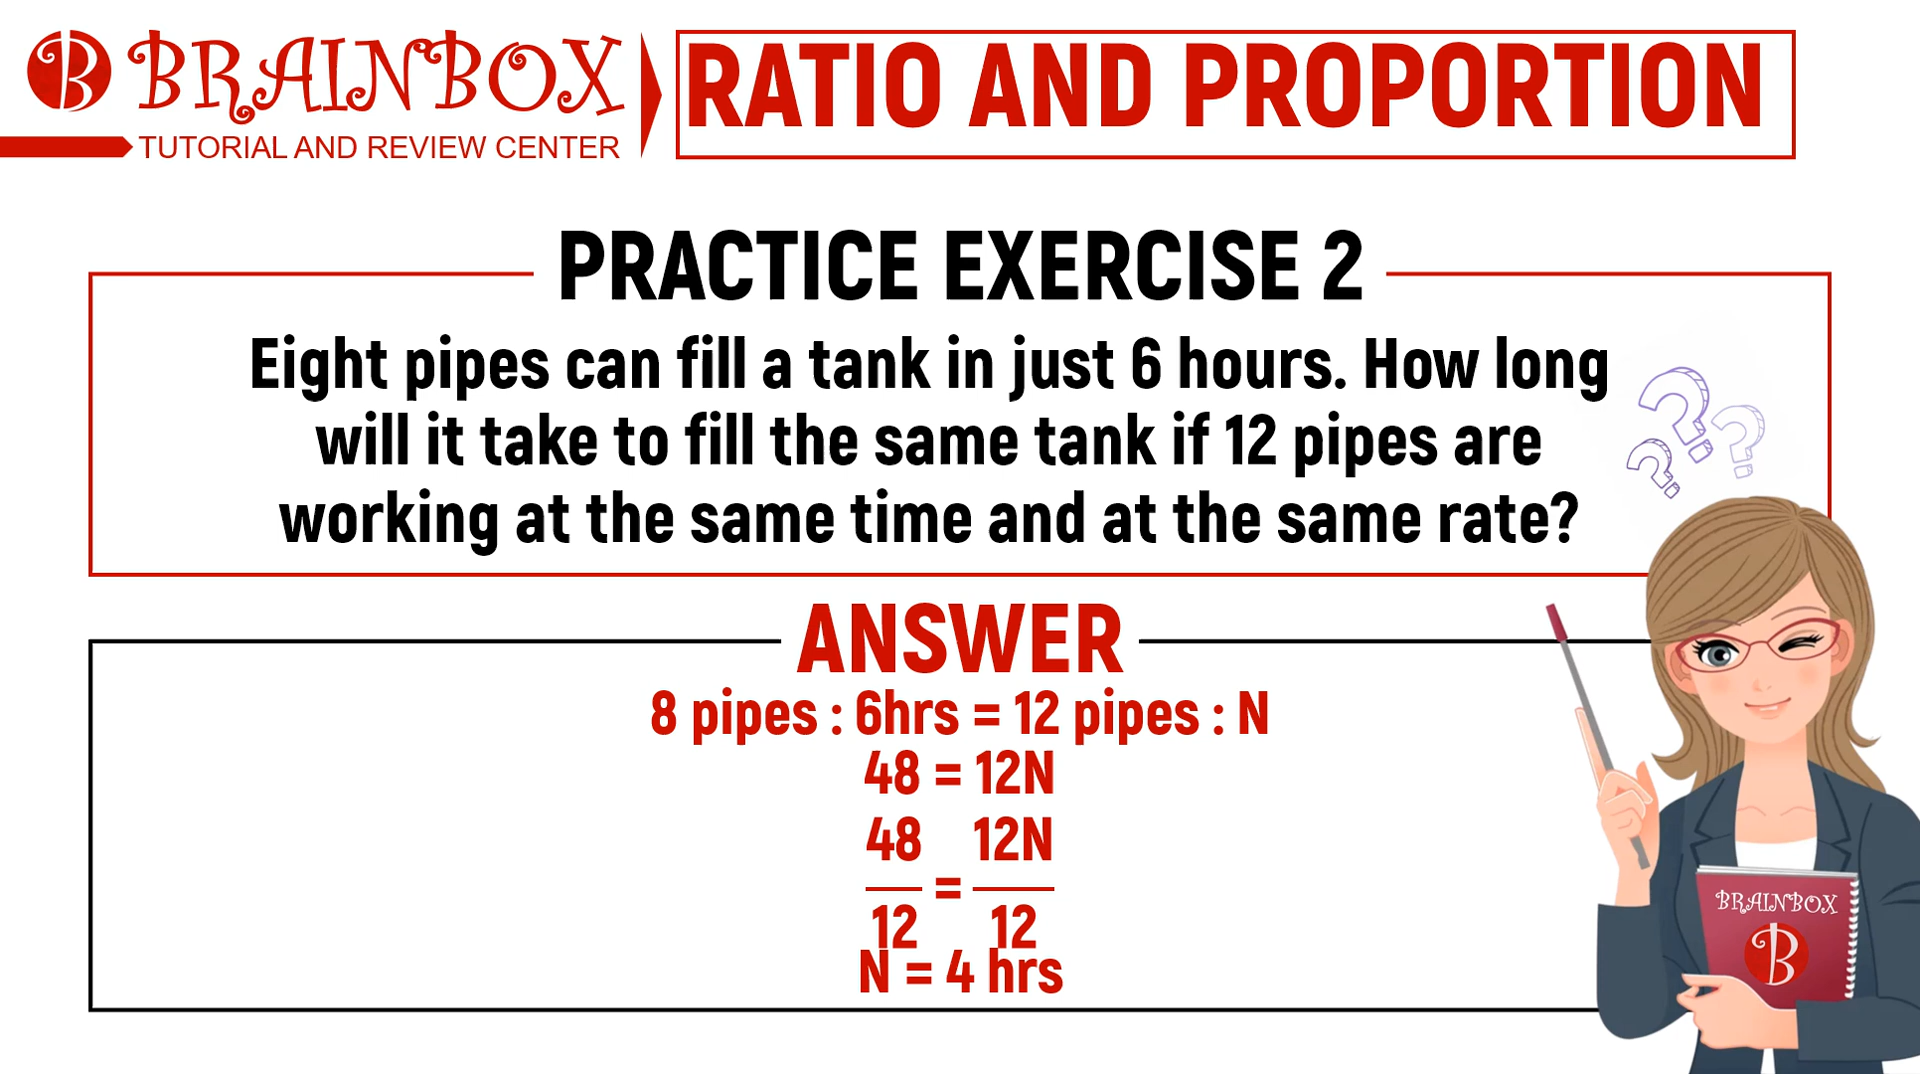 B BRAINBOX
TUTORIAL AND REVIEW CENTER
RATIO AND PROPORTION
PRACTICE EXERCISE 2
Eight pipes can fill a tank in just 6 hours. How long
will it take to fill the same tank if 12 pipes are
working at the same time and at the same rate?
???
ANSWER
8 pipes : 6hrs = 12 pipes : N
48 = 12N
48 12N
=
12 12
N = 4 hrs
BRAINBOX
B